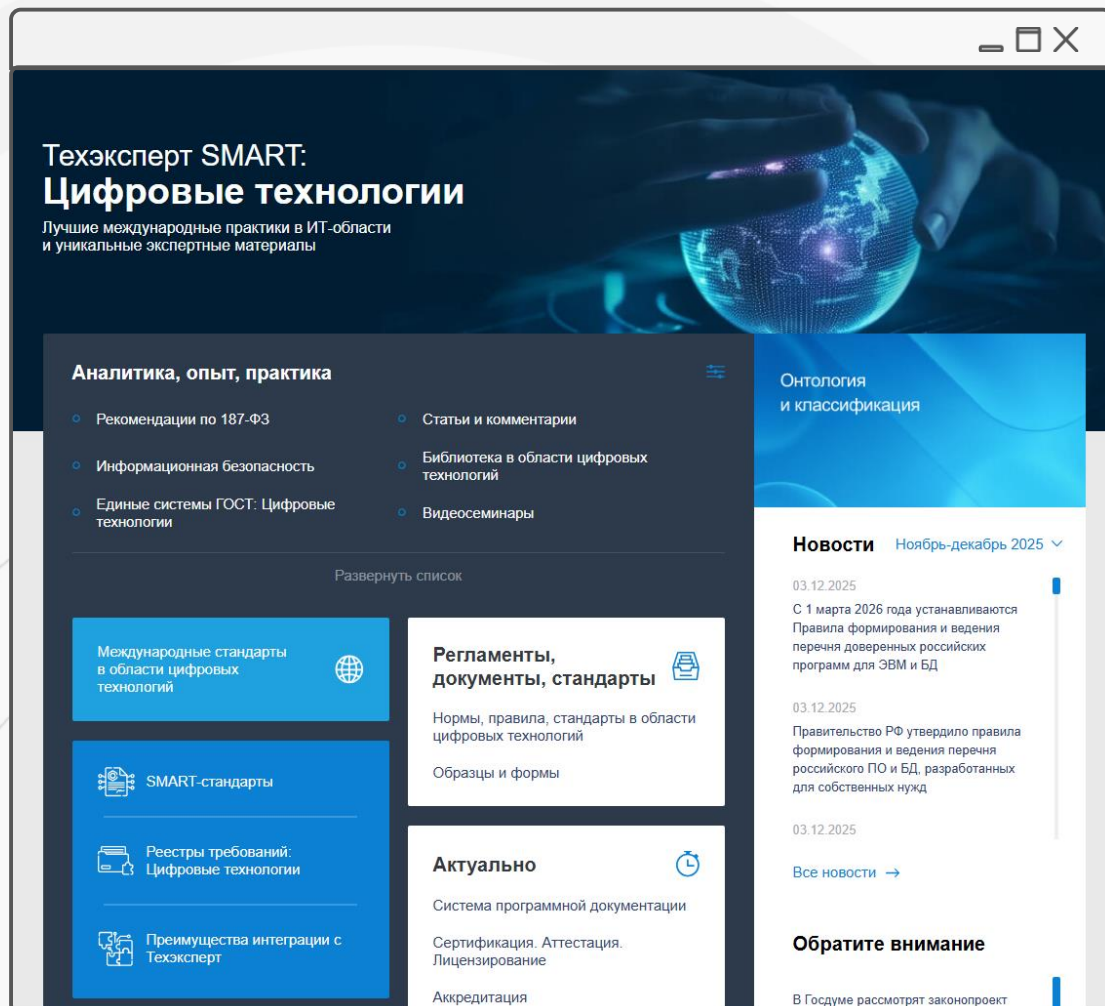 Техэксперт SMART:
Цифровые технологии
Лучшие международные практики в ИТ-области
и уникальные экспертные материалы
Аналитика, опыт, практика
Рекомендации по 187-ФЗ
Информационная безопасность
Единые системы ГОСТ: Цифровые
технологии
Статьи и комментарии
Библиотека в области цифровых
технологий
Видеосеминары
Развернуть список
Международные стандарты
в области цифровых
технологий
SMART-стандарты
Реестры требований:
Цифровые технологии
Преимущества интеграции с
Техэксперт
Регламенты,
документы, стандарты
Нормы, правила, стандарты в области
цифровых технологий
Образцы и формы
Актуально
Система программной документации
Сертификация. Аттестация.
Лицензирование
Аккредитация
Онтология
и классификация
Новости Ноябрь-декабрь 2025
03.12.2025
С 1 марта 2026 года устанавливаются
Правила формирования и ведения
перечня доверенных российских
программ для ЭВМ и БД
03.12.2025
Правительство РФ утвердило правила
формирования и ведения перечня
российского ПО и БД, разработанных
для собственных нужд
03.12.2025
Все новости →
Обратите внимание
В Госдуме рассмотрят законопроект